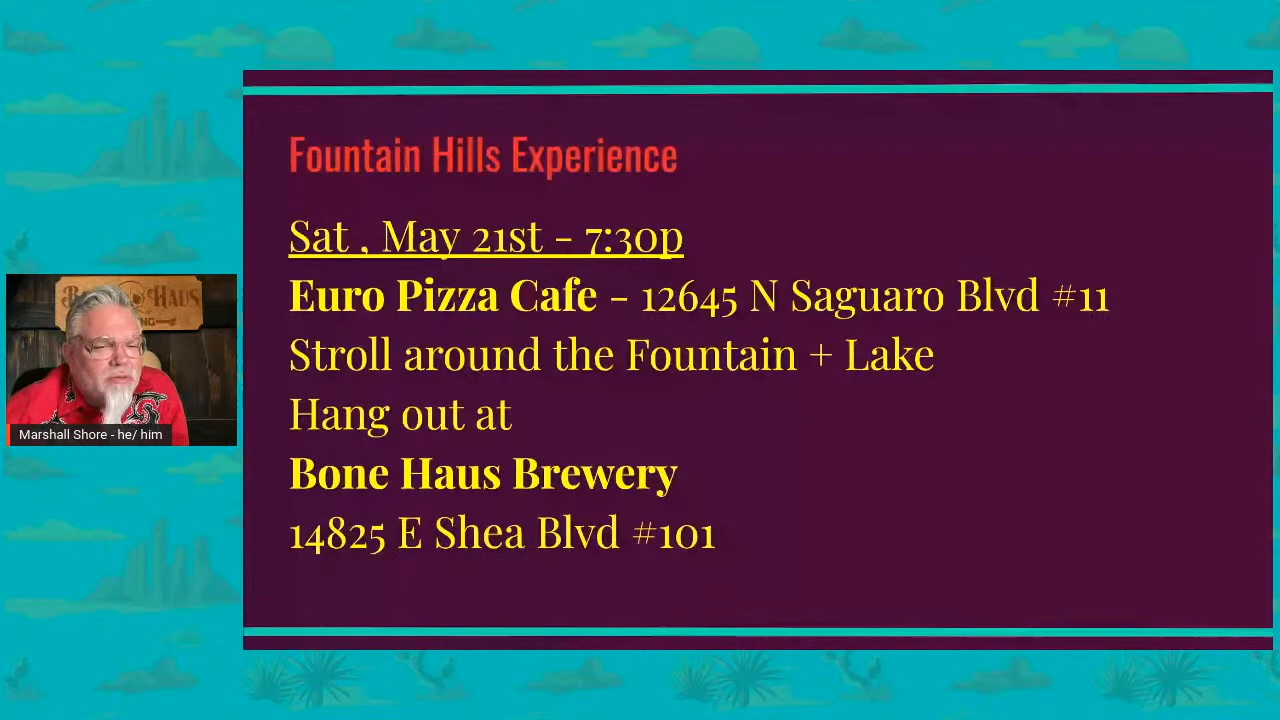 Fountain Hills Experience
Sat , May 21st - 7:30p
Euro Pizza Cafe - 12645 N Saguaro Blvd #11
Stroll around the Fountain + Lake
Hang out at
Bone Haus Brewery
14825 E Shea Blvd #101
Marshall Shore - he/ him